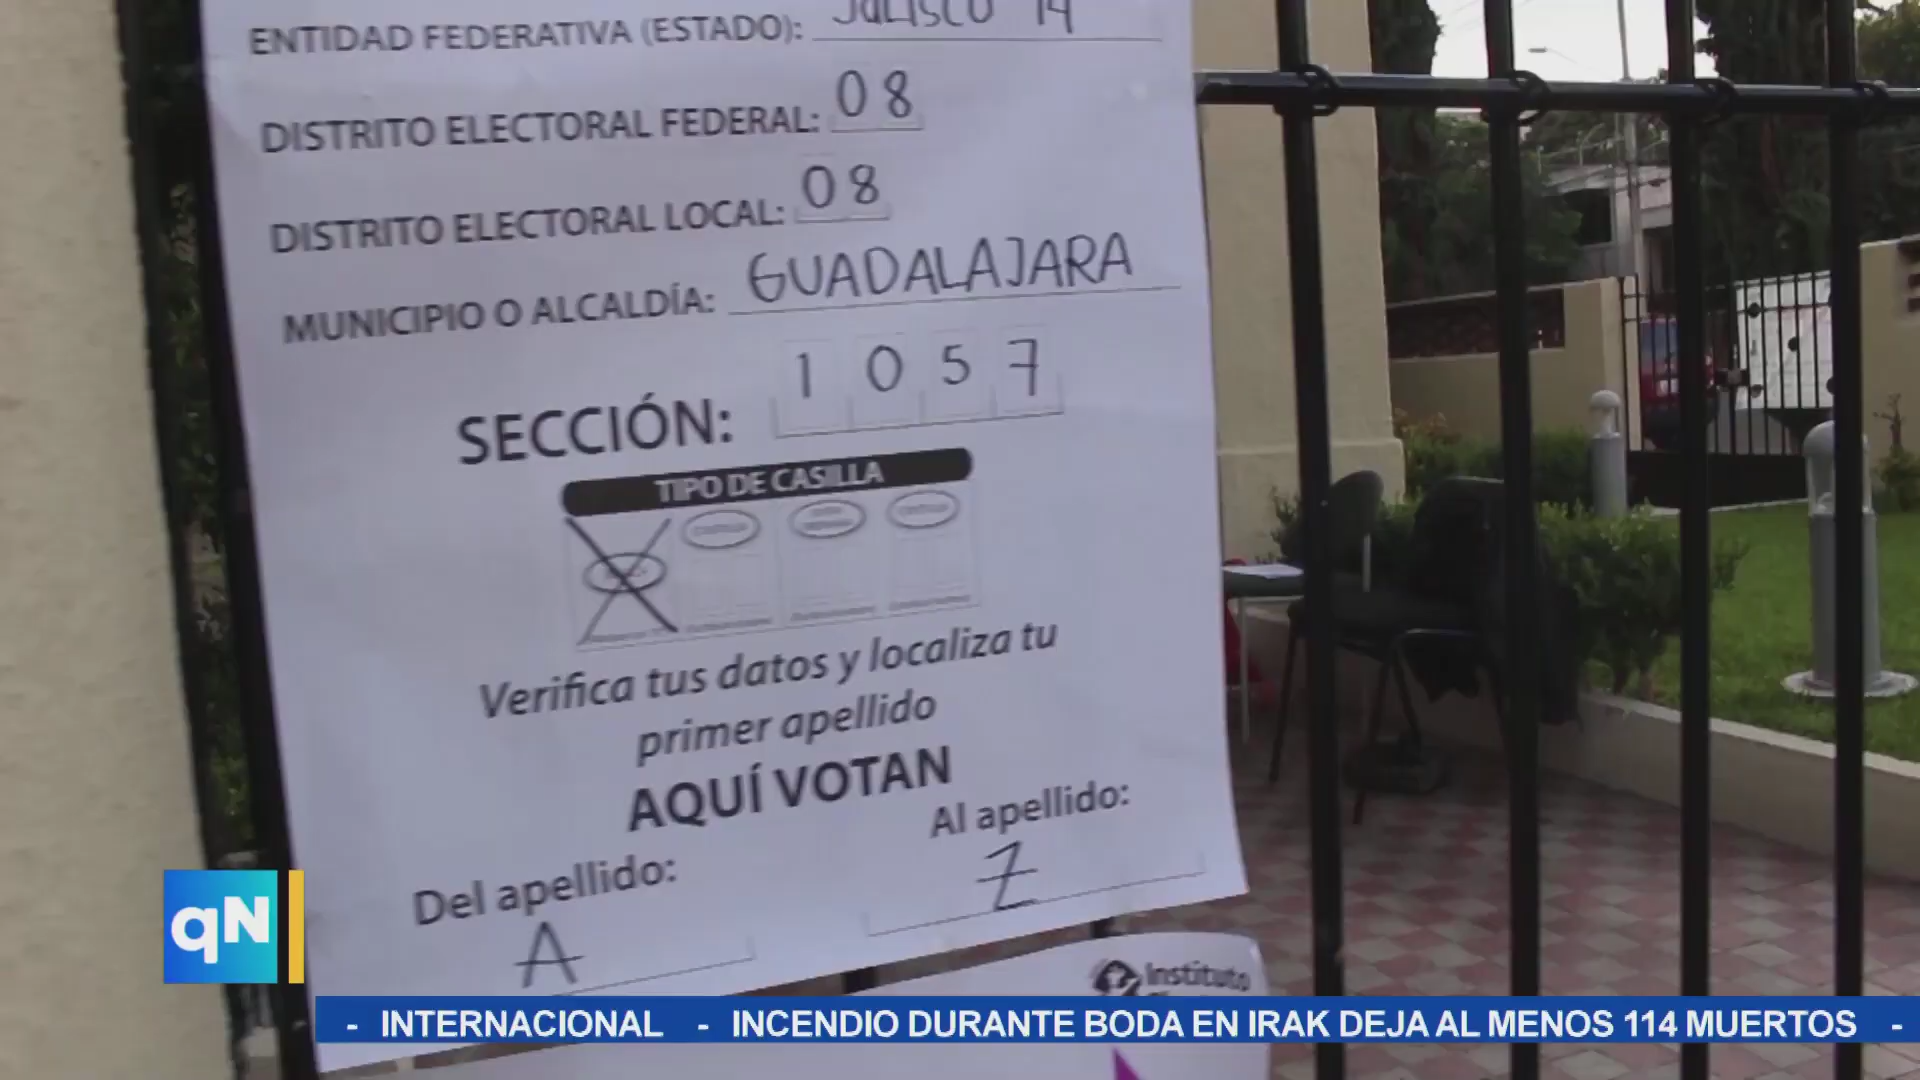 ENTIDAD FEDERATIVA (ESTADO): JALISCO 14
DISTRITO ELECTORAL FEDERAL: 08
DISTRITO ELECTORAL LOCAL: 08
MUNICIPIO O ALCALDÍA: GUADALAJARA
SECCIÓN: 1057
TIPO DE CASILLA
Verifica tus datos y localiza tu
primer apellido
AQUÍ VOTAN
Del apellido: Al apellido:
A Z
Instituto
qN
- INTERNACIONAL - INCENDIO DURANTE BODA EN IRAK DEJA AL MENOS 114 MUERTOS -